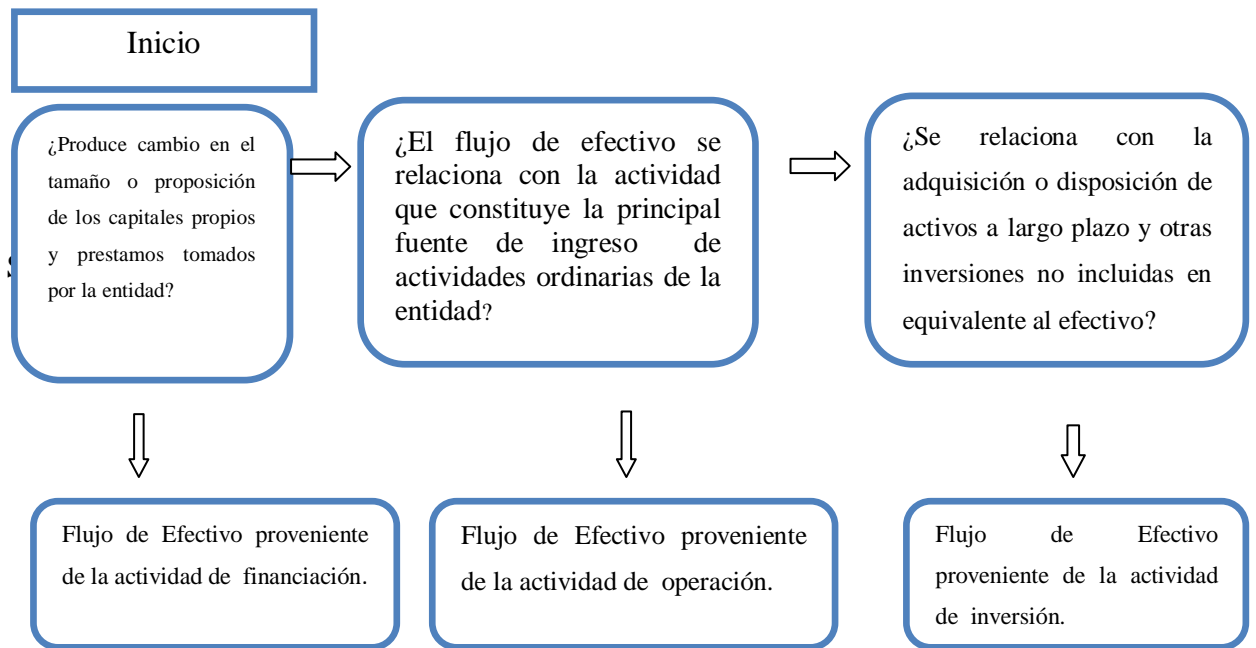 Inicio
¿Produce cambio en el
tamaño o proposición
de los capitales propios
y prestamos tomados
por la entidad?
¿El flujo de efectivo se
relaciona con la actividad
que constituye la principal
fuente de ingreso de
actividades ordinarias de la
entidad?
¿Se relaciona con la
adquisición o disposición de
activos a largo plazo y otras
inversiones no incluidas en
equivalente al efectivo?
Flujo de Efectivo proveniente
de la actividad de financiación.
Flujo de Efectivo proveniente
de la actividad de operación.
Flujo de Efectivo
proveniente de la actividad
de inversión.